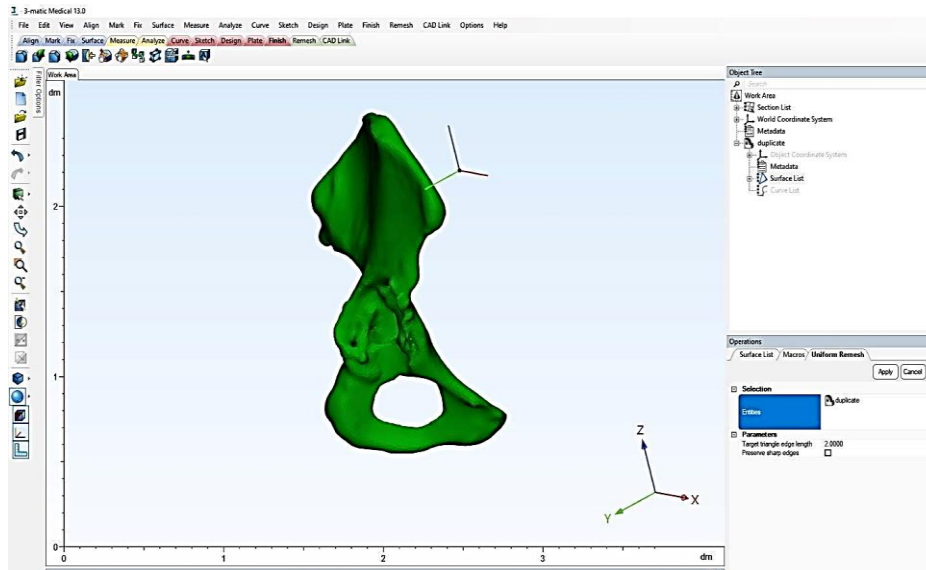 3-matic Medical 13.0
File Edit View Align Mark Fix Surface Measure Analyze Curve Sketch Design Plate Finish Remesh CAD Link Options Help
Align Mark Fix Surface Measure Analyze Curve Sketch Design Plate Finish Remesh CAD Link
Filter Options
Work Area
dm
2
1
0
0 1 2 3 dm
Z
X
Y
Object Tree
Search
Work Area
Section List
World Coordinate System
Metadata
duplicate
Object Coordinate System
Metadata
Surface List
Curve List
Operations
Surface List Macros Uniform Remesh
Apply Cancel
Selection
Entities duplicate
Parameters
Target triangle edge length 2.0000
Preserve sharp edges